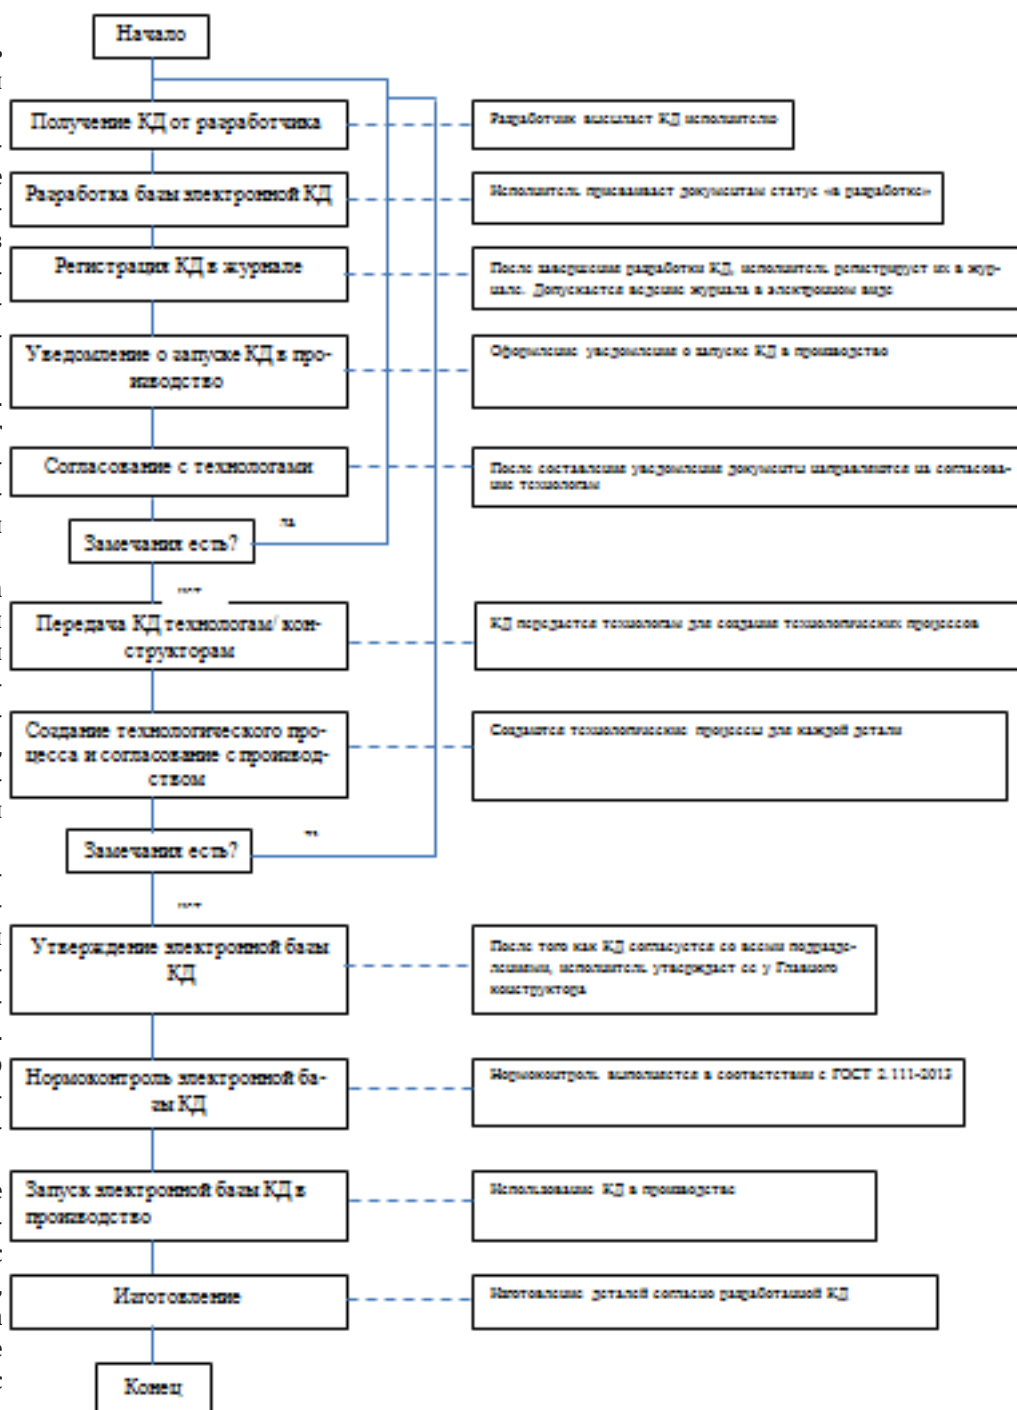 Начало
Получение КД от разработчика
Разработчик высылает КД исполнителю
Разработка базы электронной КД
Исполнитель присваивает документам статус «в разработке»
Регистрация КД в журнале
После завершения разработки КД, исполнитель регистрирует их в жур-
нале. Допускается ведение журнала в электронном виде
Уведомление о запуске КД в про-
изводство
Оформление уведомления о запуске КД в производство
Согласование с технологами
После составления уведомления документы направляются на согласова-
ние технологам
да
Замечания есть?
нет
Передача КД технологам/ кон-
структорам
КД передается технологам для создания технологических процессов
Создание технологического про-
цесса и согласование с производ-
ством
Создаются технологические процессы для каждой детали
Замечания есть?
нет
Утверждение электронной базы
КД
После того как КД согласуется со всеми подразде-
лениями, исполнитель утверждает ее у Главного
конструктора
Нормоконтроль электронной ба-
зы КД
Нормоконтроль выполняется в соответствии с ГОСТ 2.111-2013
Запуск электронной базы КД в
производство
Использование КД в производстве
Изготовление
Изготовление деталей согласно разработанной КД
Конец